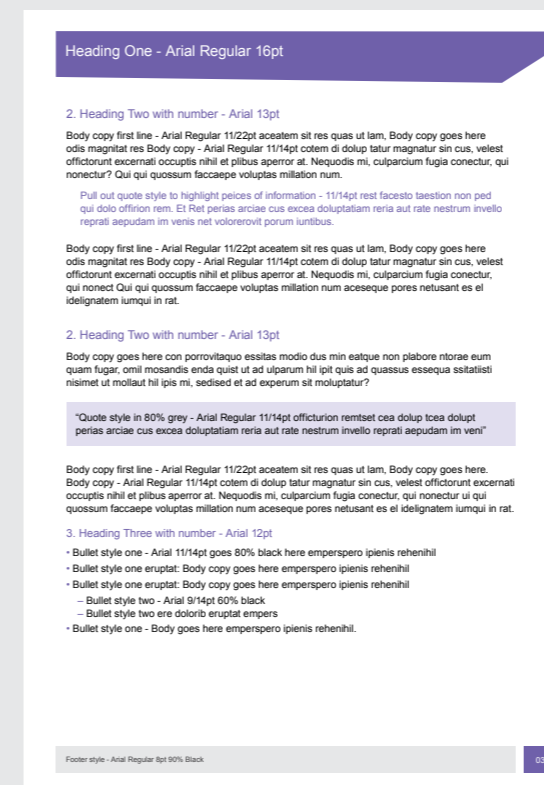 Heading One - Arial Regular 16pt
2. Heading Two with number - Arial 13pt
Body copy first line - Arial Regular 11/22pt aceatem sit res quas ut lam, Body copy goes here
odis magnitat res Body copy - Arial Regular 11/14pt cotem di dolup tatur magnatur sin cus, velest
offictorunt excernati occuptis nihil et plibus aperror at. Nequodis mi, culparcium fugia conectur, qui
nonectur? Qui qui quossum faccaepe voluptas millation num.
Pull out quote style to highlight peices of information - 11/14pt rest facesto taestion non ped
qui dolo offirion rem. Et Ret perias arciae cus excea doluptatiam reria aut rate nestrum invello
reprati aepudam im venis net volorerovit porum iuntibus.
Body copy first line - Arial Regular 11/22pt aceatem sit res quas ut lam, Body copy goes here
odis magnitat res Body copy - Arial Regular 11/14pt cotem di dolup tatur magnatur sin cus, velest
offictorunt excernati occuptis nihil et plibus aperror at. Nequodis mi, culparcium fugia conectur,
qui nonect Qui qui quossum faccaepe voluptas millation num aceseque pores netusant es el
idelignatem iumqui in rat.
2. Heading Two with number - Arial 13pt
Body copy goes here con porrovitaquo essitas modio dus min eatque non plabore ntorae eum
quam fugar, omil mosandis enda quist ut ad ulparum hil ipit quis ad quassus essequa ssitatiisti
nisimet ut mollaut hil ipis mi, sedised et ad experum sit moluptatur?
“Quote style in 80% grey - Arial Regular 11/14pt officturion remtset cea dolup tcea dolupt
perias arciae cus excea doluptatiam reria aut rate nestrum invello reprati aepudam im veni”
Body copy first line - Arial Regular 11/22pt aceatem sit res quas ut lam, Body copy goes here.
Body copy - Arial Regular 11/14pt cotem di dolup tatur magnatur sin cus, velest offictorunt excernati
occuptis nihil et plibus aperror at. Nequodis mi, culparcium fugia conectur, qui nonectur ui qui
quossum faccaepe voluptas millation num aceseque pores netusant es el idelignatem iumqui in rat.
3. Heading Three with number - Arial 12pt
• Bullet style one - Arial 11/14pt goes 80% black here emperspero ipienis rehenihil
• Bullet style one eruptat: Body copy goes here emperspero ipienis rehenihil
• Bullet style one eruptat: Body copy goes here emperspero ipienis rehenihil
– Bullet style two - Arial 9/14pt 60% black
– Bullet style two ere dolorib eruptat empers
• Bullet style one - Body goes here emperspero ipienis rehenihil.
Footer style - Arial Regular 8pt 90% Black
03